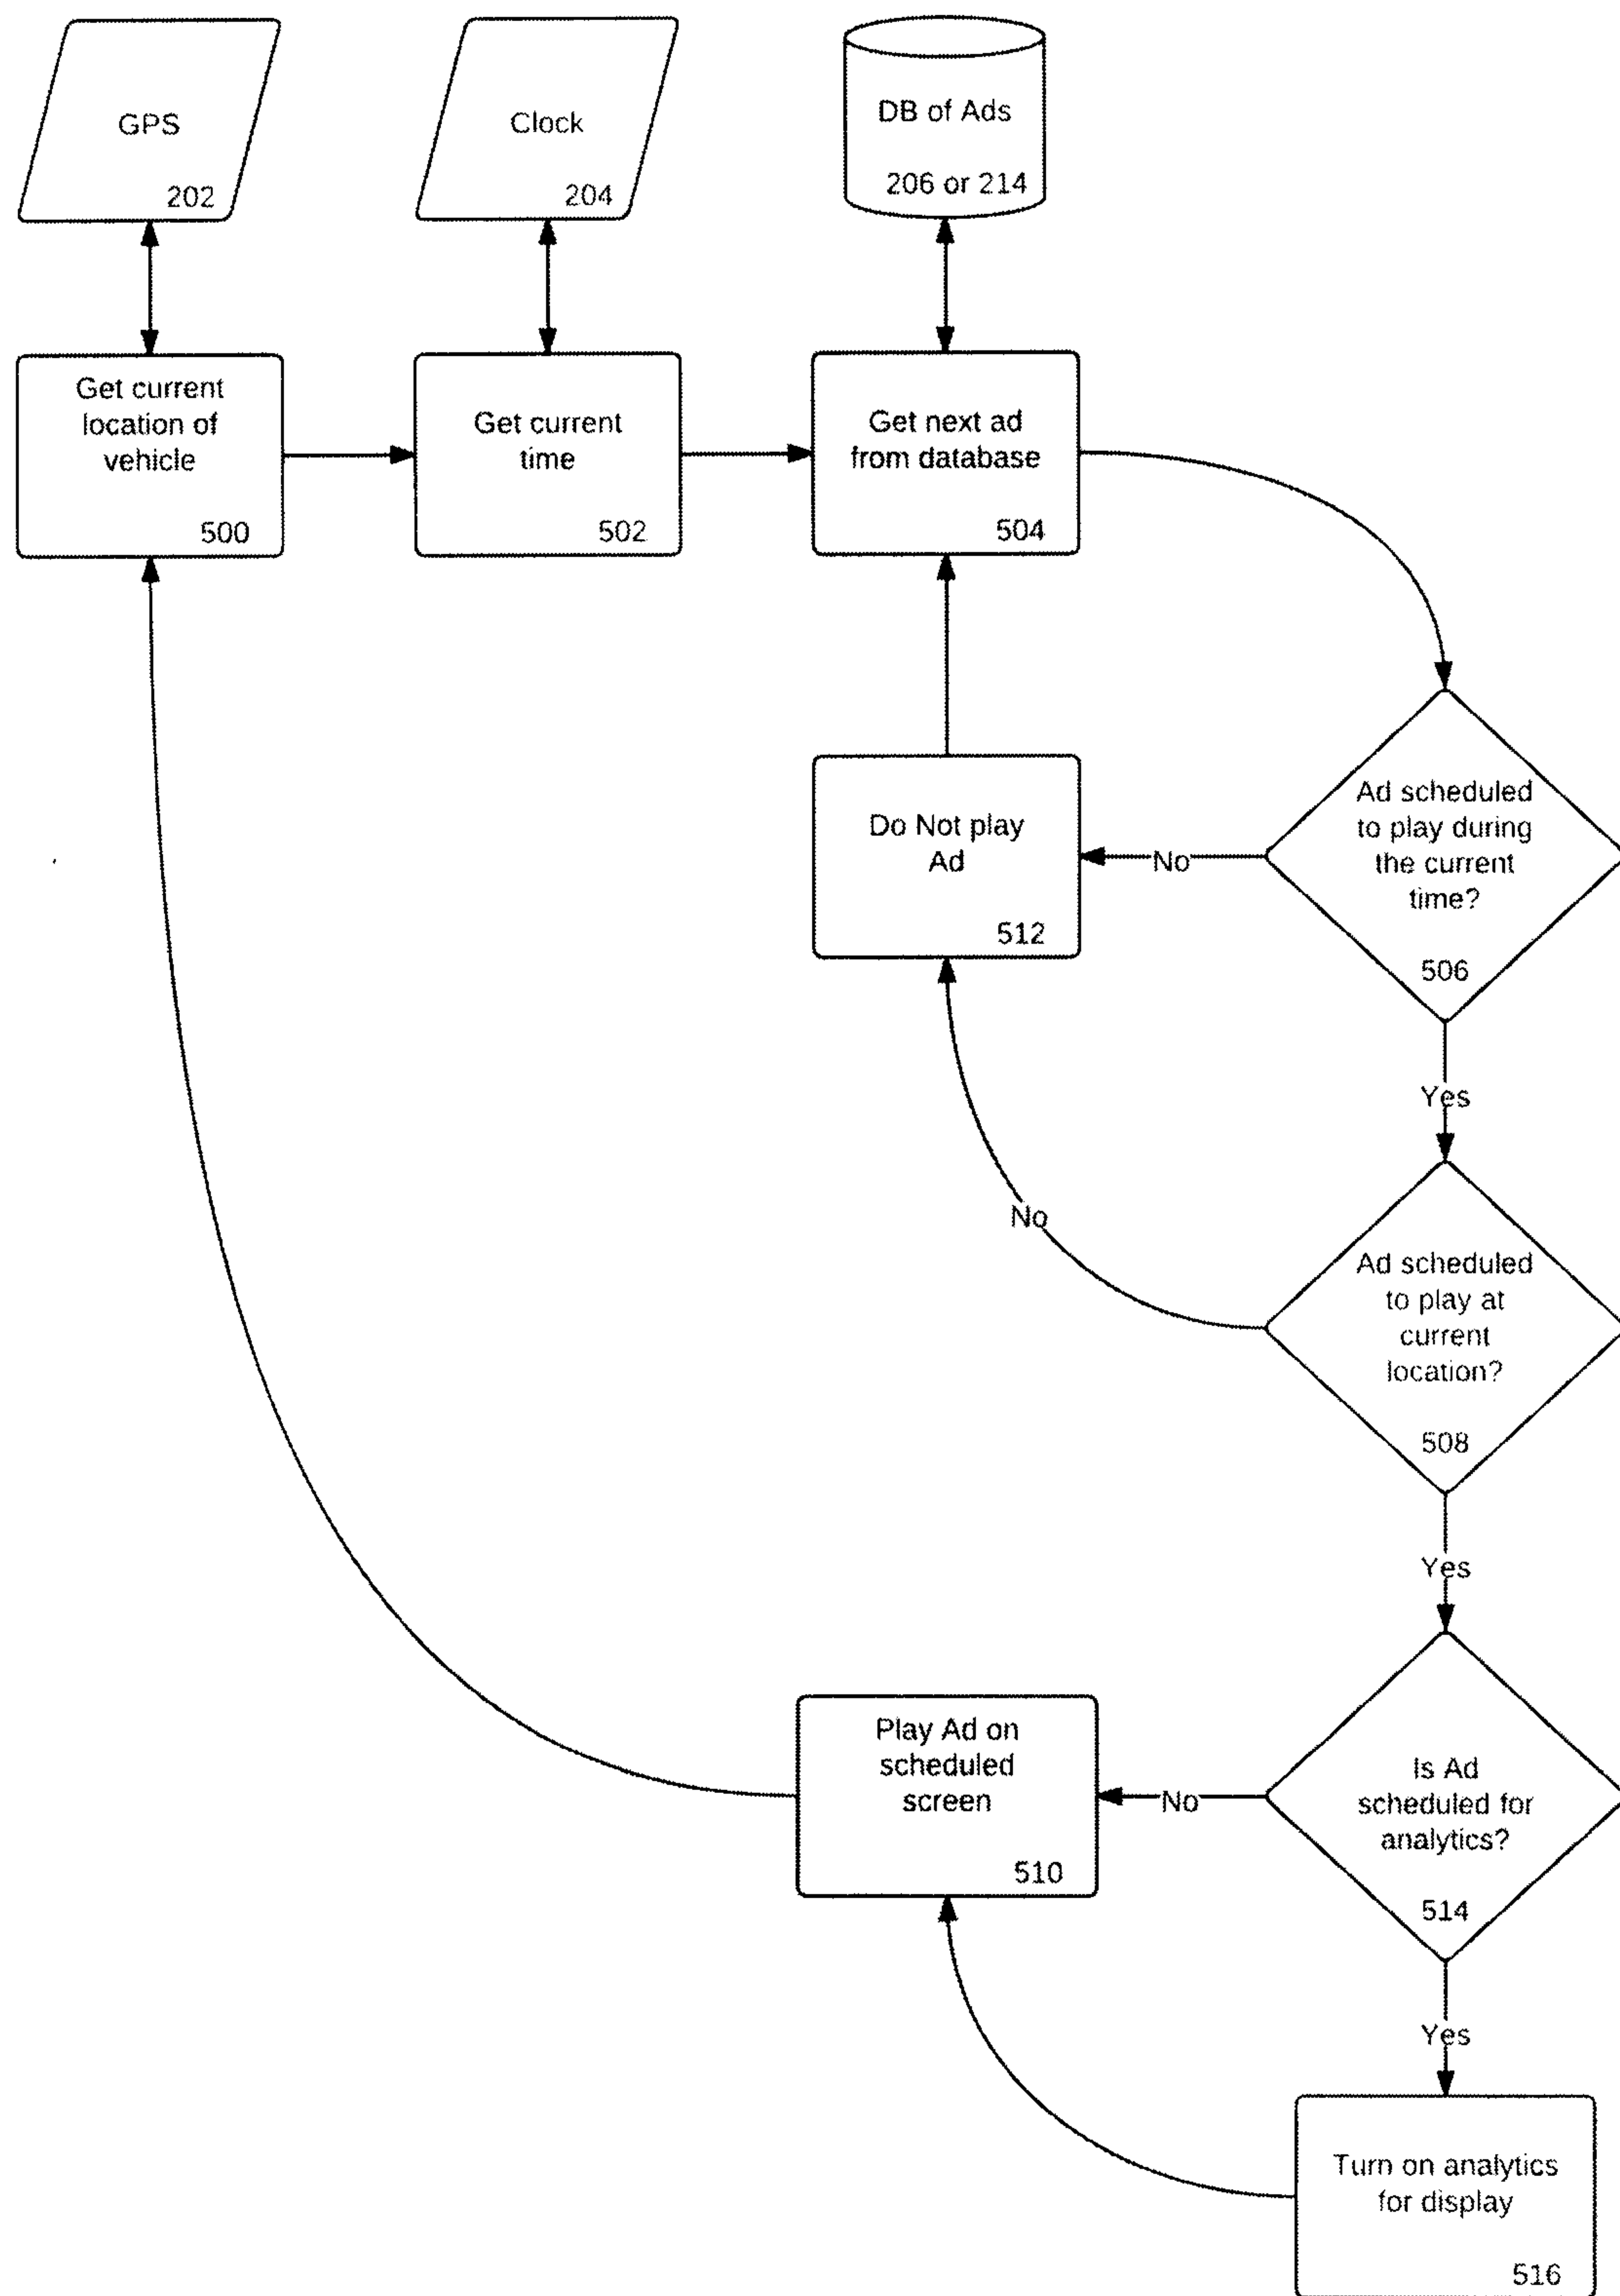 GPS
202
Clock
204
DB of Ads
206 or 214
Get current
location of
vehicle
500
Get current
time
502
Get next ad
from database
504
Ad scheduled
to play during
the current
time?
506
No
Do Not play
Ad
512
Yes
Ad scheduled
to play at
current
location?
508
No
Yes
Is Ad
scheduled for
analytics?
514
No
Play Ad on
scheduled
screen
510
Yes
Turn on analytics
for display
516